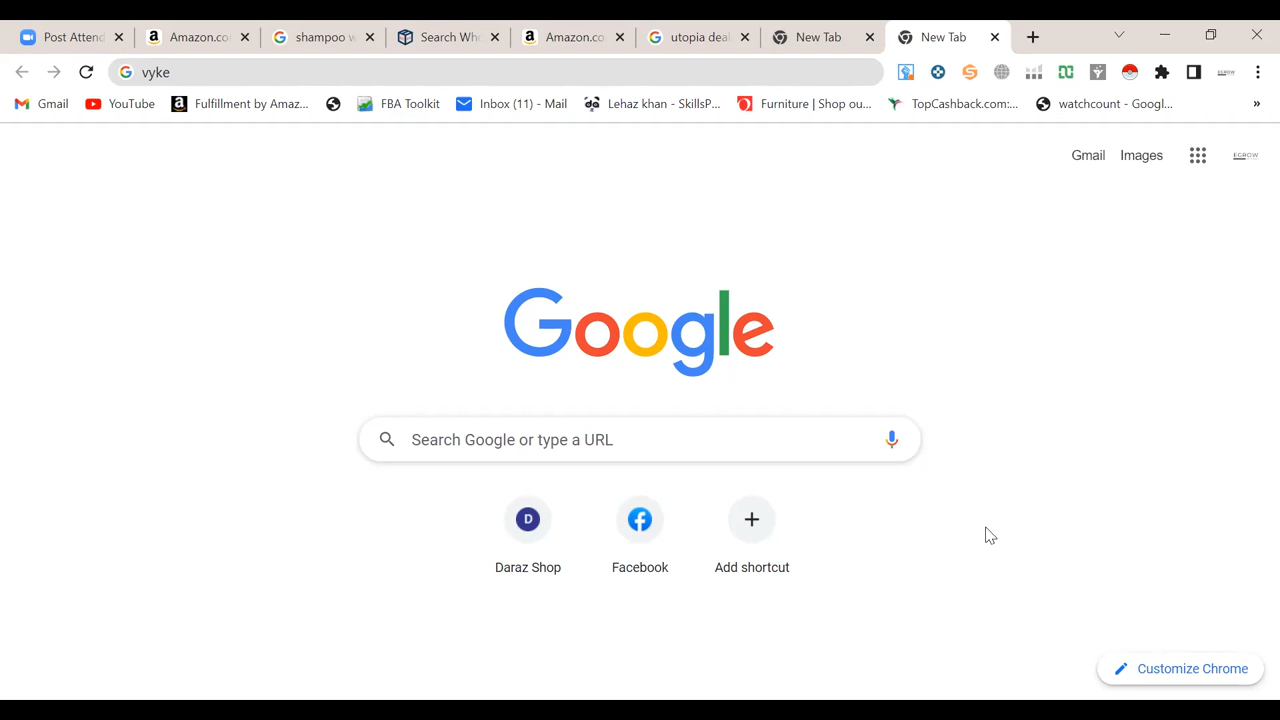 Post Attend Amazon.co shampoo w Search Who Amazon.co utopia deal New Tab New Tab
vyke
Gmail YouTube Fulfillment by Amaz... FBA Toolkit Inbox (11) - Mail Lehaz khan - SkillsP... Furniture | Shop ou... TopCashback.com:... watchcount - Googl... »
Gmail Images EGROW
Google
Search Google or type a URL
D
Daraz Shop Facebook Add shortcut
Customize Chrome